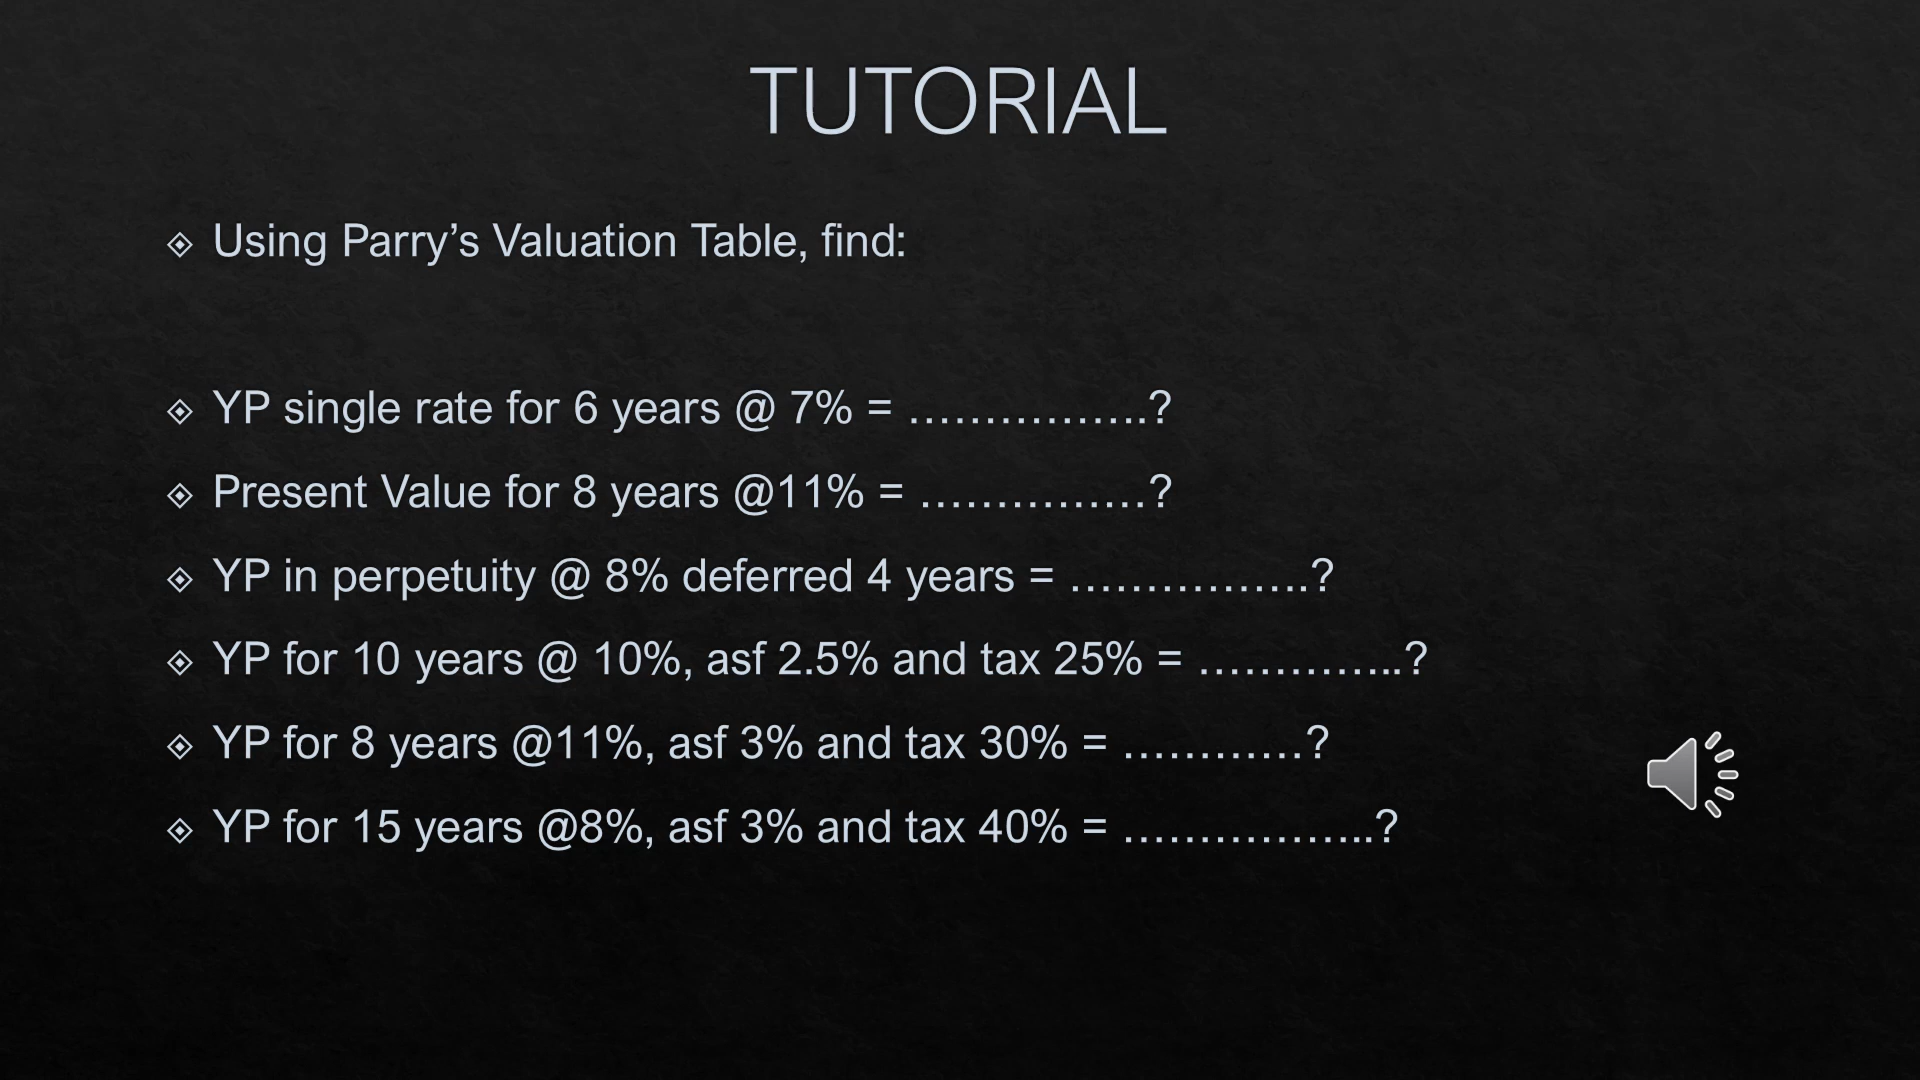 TUTORIAL
Using Parry’s Valuation Table, find:
YP single rate for 6 years @ 7% = …………….?
Present Value for 8 years @11% = ……………?
YP in perpetuity @ 8% deferred 4 years = …………….?
YP for 10 years @ 10%, asf 2.5% and tax 25% = …………..?
YP for 8 years @11%, asf 3% and tax 30% = …………?
YP for 15 years @8%, asf 3% and tax 40% = ……………..?